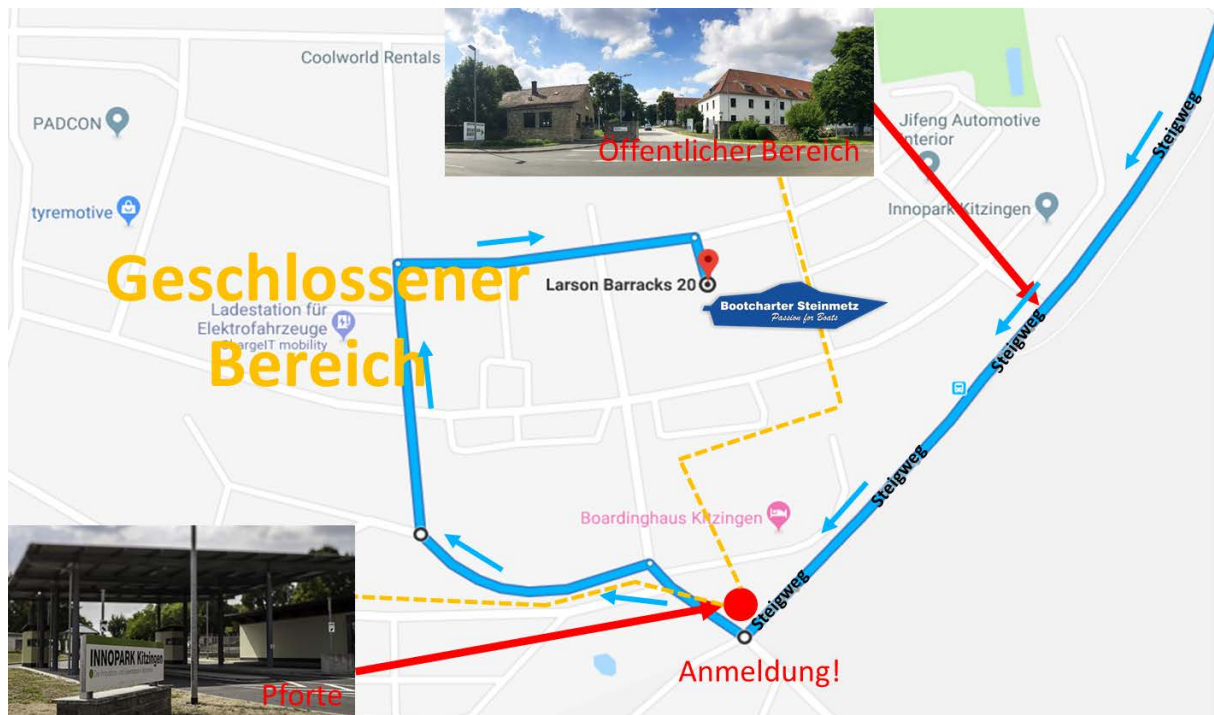 Coolworld Rentals
PADCON
tyremotive
Öffentlicher Bereich
Jifeng Automotive
Interior
Innopark Kitzingen
Steigweg
Geschlossener
Bereich
Larson Barracks 20
Bootcharter Steinmetz
Passion for Boats
Ladestation für
Elektrofahrzeuge
ChargeIT mobility
Steigweg
Steigweg
Boardinghaus Kitzingen
Steigweg
INNOPARK Kitzingen
Pforte
Anmeldung!